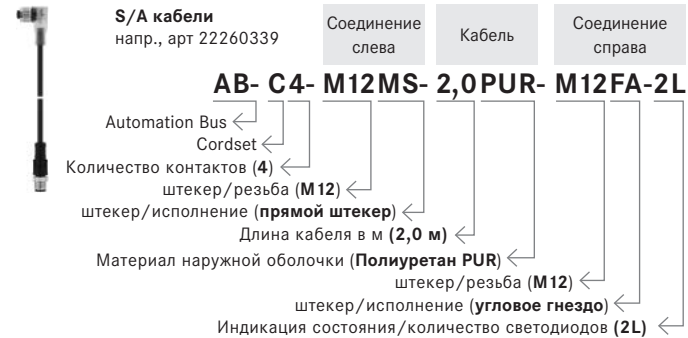 S/A кабели
напр., арт 22260339
Соединение
слева
Кабель
Соединение
справа
AB- C4- M12MS- 2,0PUR- M12FA-2L
Automation Bus
Cordset
Количество контактов (4)
штекер/резьба (M12)
штекер/исполнение (прямой штекер)
Длина кабеля в м (2,0 м)
Материал наружной оболочки (Полиуретан PUR)
штекер/резьба (M12)
штекер/исполнение (угловое гнездо)
Индикация состояния/количество светодиодов (2L)